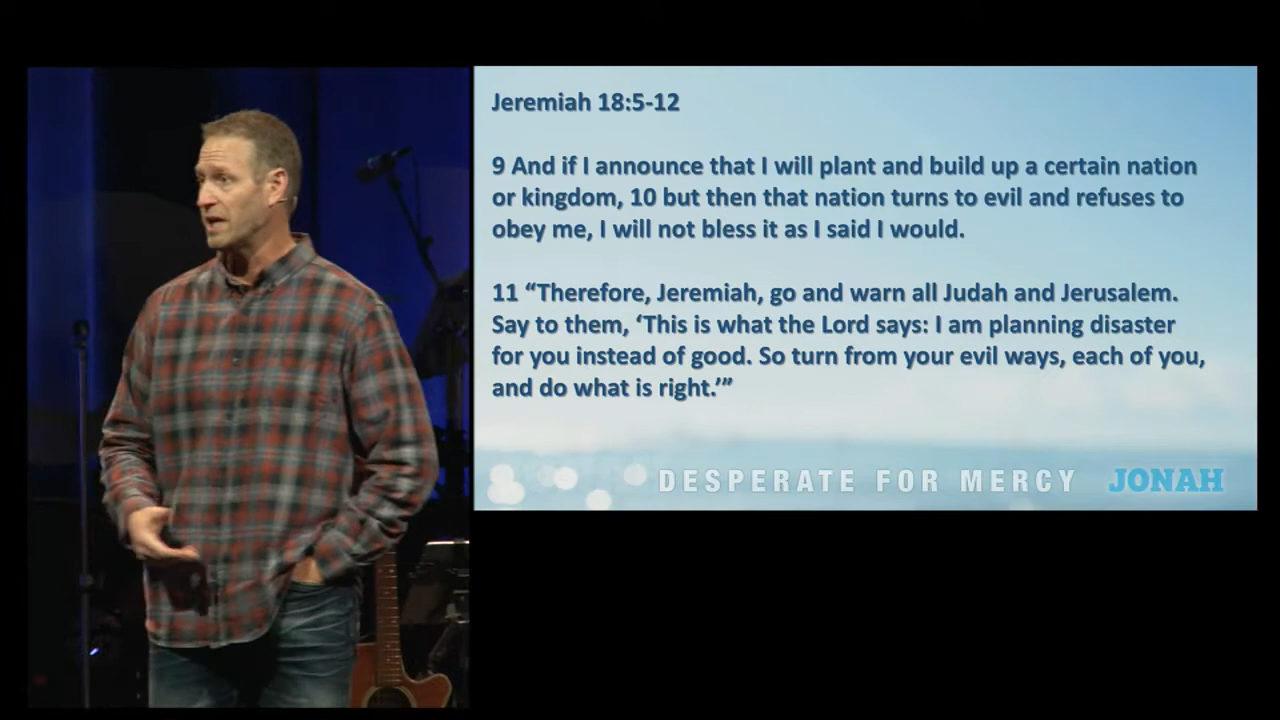 Jeremiah 18:5-12
9 And if I announce that I will plant and build up a certain nation
or kingdom, 10 but then that nation turns to evil and refuses to
obey me, I will not bless it as I said I would.
11 “Therefore, Jeremiah, go and warn all Judah and Jerusalem.
Say to them, ‘This is what the Lord says: I am planning disaster
for you instead of good. So turn from your evil ways, each of you,
and do what is right.’”
DESPERATE FOR MERCY JONAH